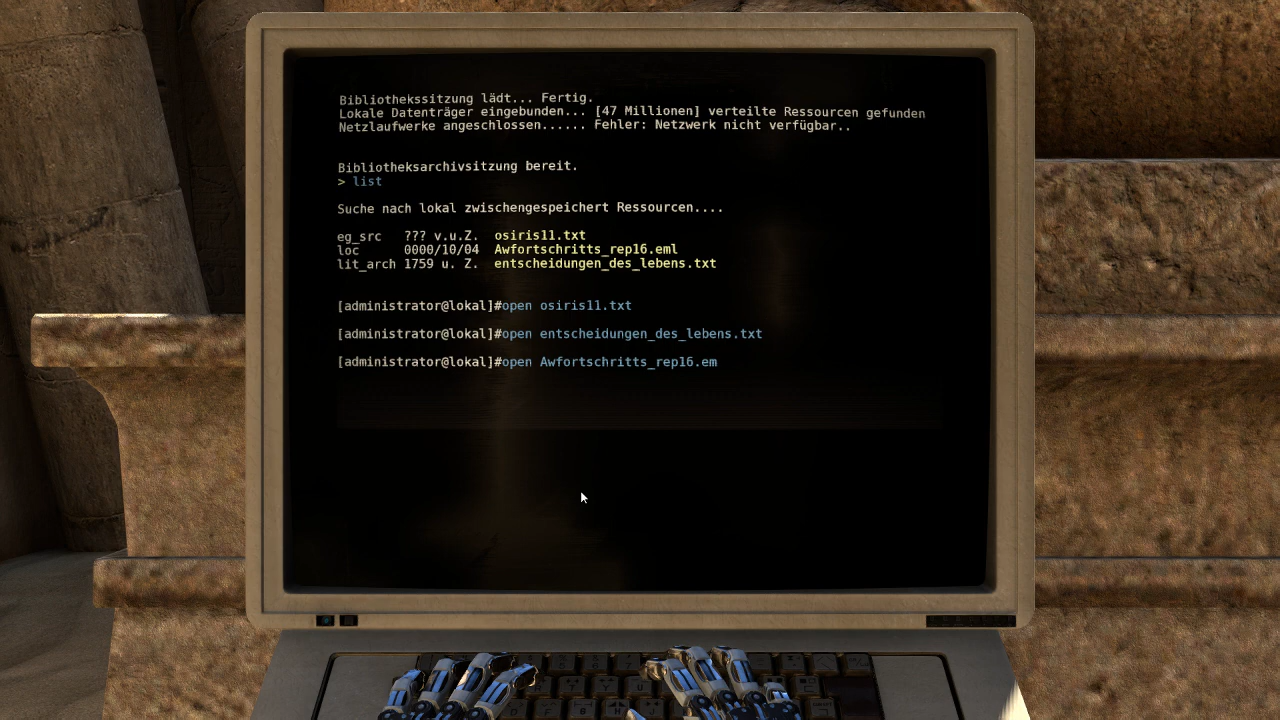 Bibliothekssitzung lädt... Fertig.
Lokale Datenträger eingebunden... [47 Millionen] verteilte Ressourcen gefunden
Netzlaufwerke angeschlossen...... Fehler: Netzwerk nicht verfügbar..
Bibliotheksarchivsitzung bereit.
> list
Suche nach lokal zwischengespeichert Ressourcen....
eg_src ??? v.u.Z. osiris11.txt
loc 0000/10/04 Awfortschritts_rep16.eml
lit_arch 1759 u. Z. entscheidungen_des_lebens.txt
[administrator@lokal]#open osiris11.txt
[administrator@lokal]#open entscheidungen_des_lebens.txt
[administrator@lokal]#open Awfortschritts_rep16.em